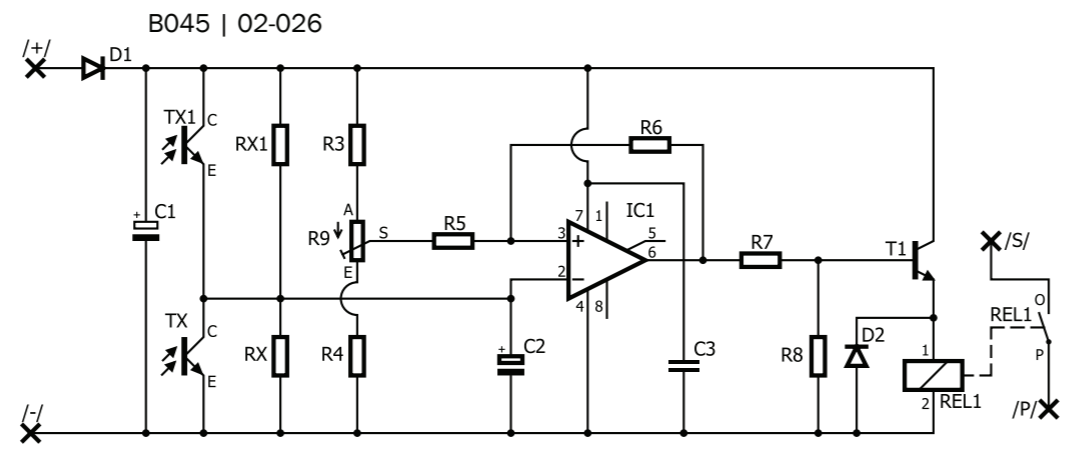 B045 | 02-026
/+/
D1
TX1
C
E
RX1
R3
R6
+
C1
A
R9
S
E
R5
7
1
IC1
3
+
5
6
2
−
4
8
R7
T1
/S/
TX
C
E
RX
R4
+
C2
C3
R8
D2
1
2
REL1
REL1
O
P
/P/
/-/